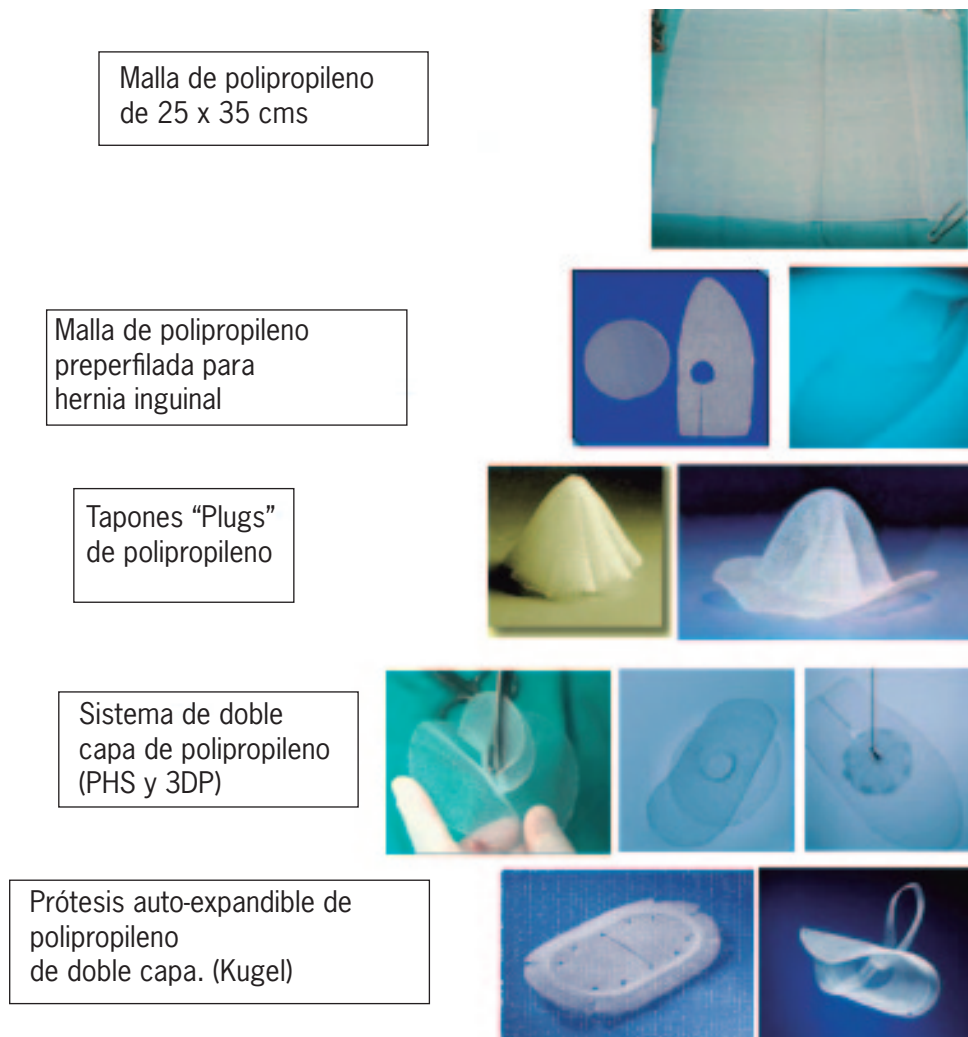 Malla de polipropileno
de 25 x 35 cms
Malla de polipropileno
preperfilada para
hernia inguinal
Tapones “Plugs”
de polipropileno
Sistema de doble
capa de polipropileno
(PHS y 3DP)
Prótesis auto-expandible de
polipropileno
de doble capa. (Kugel)